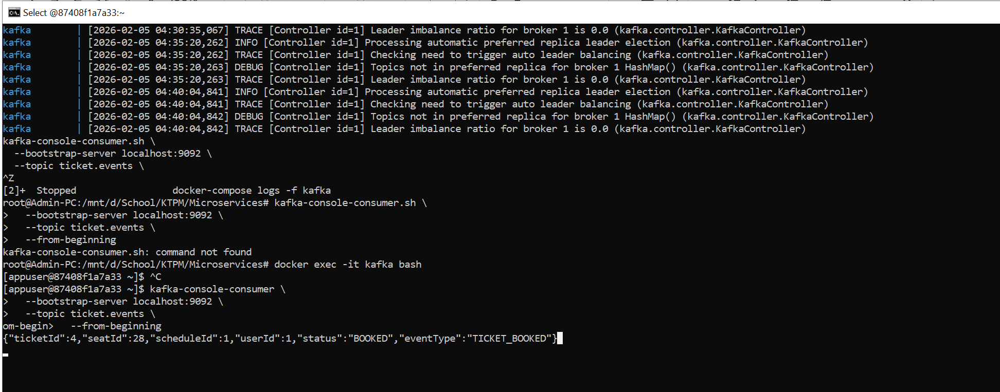 Select @87408f1a7a33:~
kafka        | [2026-02-05 04:30:35,067] TRACE [Controller id=1] Leader imbalance ratio for broker 1 is 0.0 (kafka.controller.KafkaController)
kafka        | [2026-02-05 04:35:20,262] INFO [Controller id=1] Processing automatic preferred replica leader election (kafka.controller.KafkaController)
kafka        | [2026-02-05 04:35:20,262] TRACE [Controller id=1] Checking need to trigger auto leader balancing (kafka.controller.KafkaController)
kafka        | [2026-02-05 04:35:20,263] DEBUG [Controller id=1] Topics not in preferred replica for broker 1 HashMap() (kafka.controller.KafkaController)
kafka        | [2026-02-05 04:35:20,263] TRACE [Controller id=1] Leader imbalance ratio for broker 1 is 0.0 (kafka.controller.KafkaController)
kafka        | [2026-02-05 04:40:04,841] INFO [Controller id=1] Processing automatic preferred replica leader election (kafka.controller.KafkaController)
kafka        | [2026-02-05 04:40:04,841] TRACE [Controller id=1] Checking need to trigger auto leader balancing (kafka.controller.KafkaController)
kafka        | [2026-02-05 04:40:04,842] DEBUG [Controller id=1] Topics not in preferred replica for broker 1 HashMap() (kafka.controller.KafkaController)
kafka        | [2026-02-05 04:40:04,842] TRACE [Controller id=1] Leader imbalance ratio for broker 1 is 0.0 (kafka.controller.KafkaController)
kafka-console-consumer.sh \
  --bootstrap-server localhost:9092 \
  --topic ticket.events \
^Z
[2]+  Stopped                 docker-compose logs -f kafka
root@Admin-PC:/mnt/d/School/KTPM/Microservices# kafka-console-consumer.sh \
>   --bootstrap-server localhost:9092 \
>   --topic ticket.events \
>   --from-beginning
kafka-console-consumer.sh: command not found
root@Admin-PC:/mnt/d/School/KTPM/Microservices# docker exec -it kafka bash
[appuser@87408f1a7a33 ~]$ ^C
[appuser@87408f1a7a33 ~]$ kafka-console-consumer \
>   --bootstrap-server localhost:9092 \
>   --topic ticket.events \
om-begin>   --from-beginning
{"ticketId":4,"seatId":28,"scheduleId":1,"userId":1,"status":"BOOKED","eventType":"TICKET_BOOKED"}